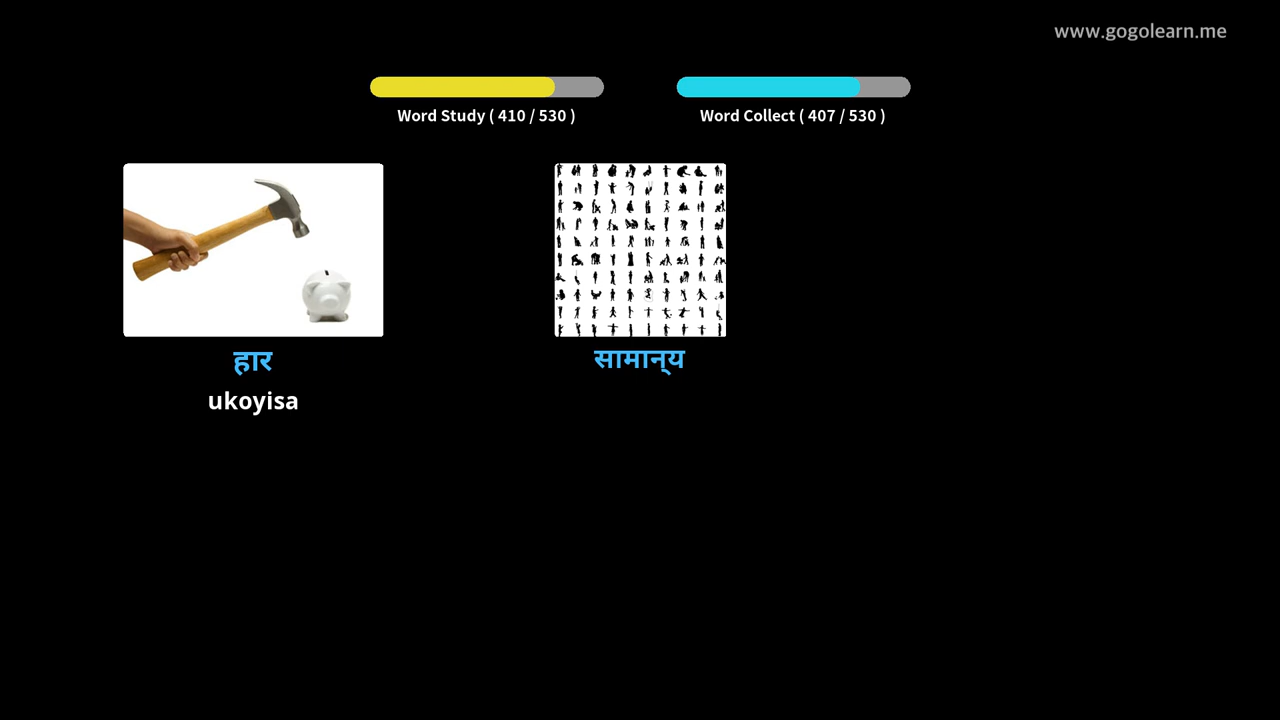 www.gogolearn.me
Word Study ( 410 / 530 )
Word Collect ( 407 / 530 )
हार
सामान्‍य
ukoyisa